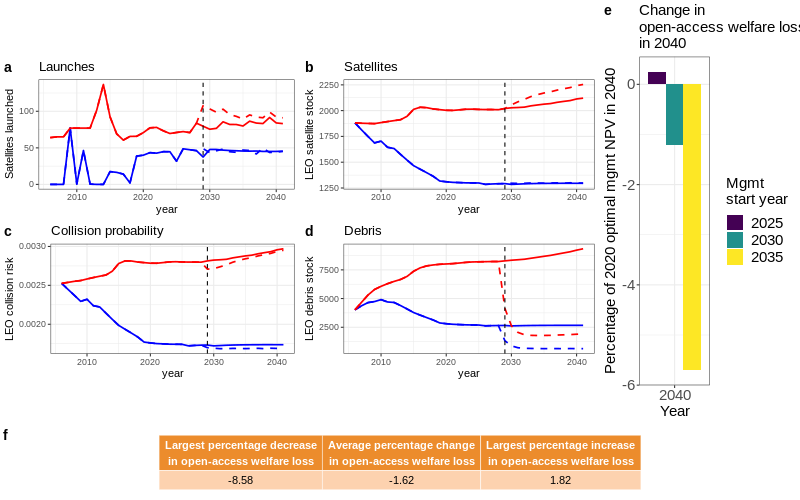 a
Launches
Satellites launched
100
50
0
2010
2020
2030
2040
year
b
Satellites
LEO satellite stock
2250
2000
1750
1500
1250
2010
2020
2030
2040
year
c
Collision probability
LEO collision risk
0.0030
0.0025
0.0020
2010
2020
2030
2040
year
d
Debris
LEO debris stock
7500
5000
2500
2010
2020
2030
2040
year
e
Change in
open-access welfare loss
in 2040
Percentage of 2020 optimal mgmt NPV in 2040
0
-2
-4
-6
2040
Year
Mgmt
start year
2025
2030
2035
f
Largest percentage decrease
in open-access welfare loss
Average percentage change
in open-access welfare loss
Largest percentage increase
in open-access welfare loss
-8.58
-1.62
1.82